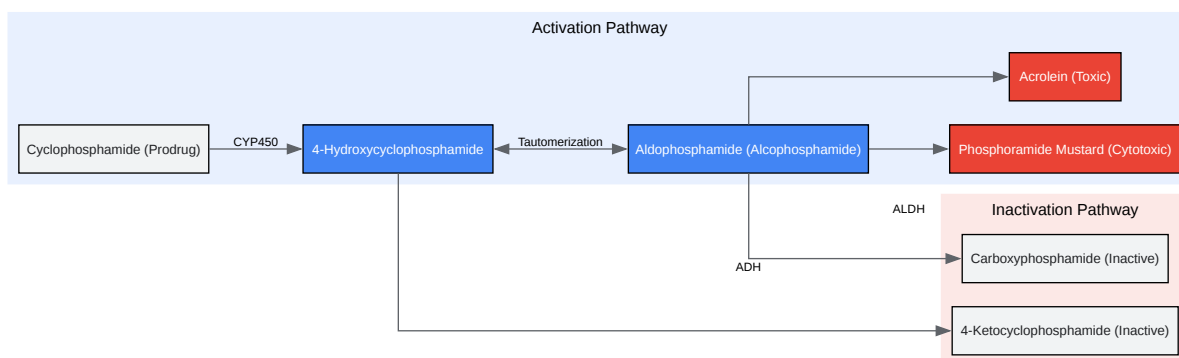 Activation Pathway
Acrolein (Toxic)
Cyclophosphamide (Prodrug)
CYP450
4-Hydroxycyclophosphamide
Tautomerization
Aldophosphamide (Alcophosphamide)
Phosphoramide Mustard (Cytotoxic)
ALDH
Inactivation Pathway
Carboxyphosphamide (Inactive)
ADH
4-Ketocyclophosphamide (Inactive)